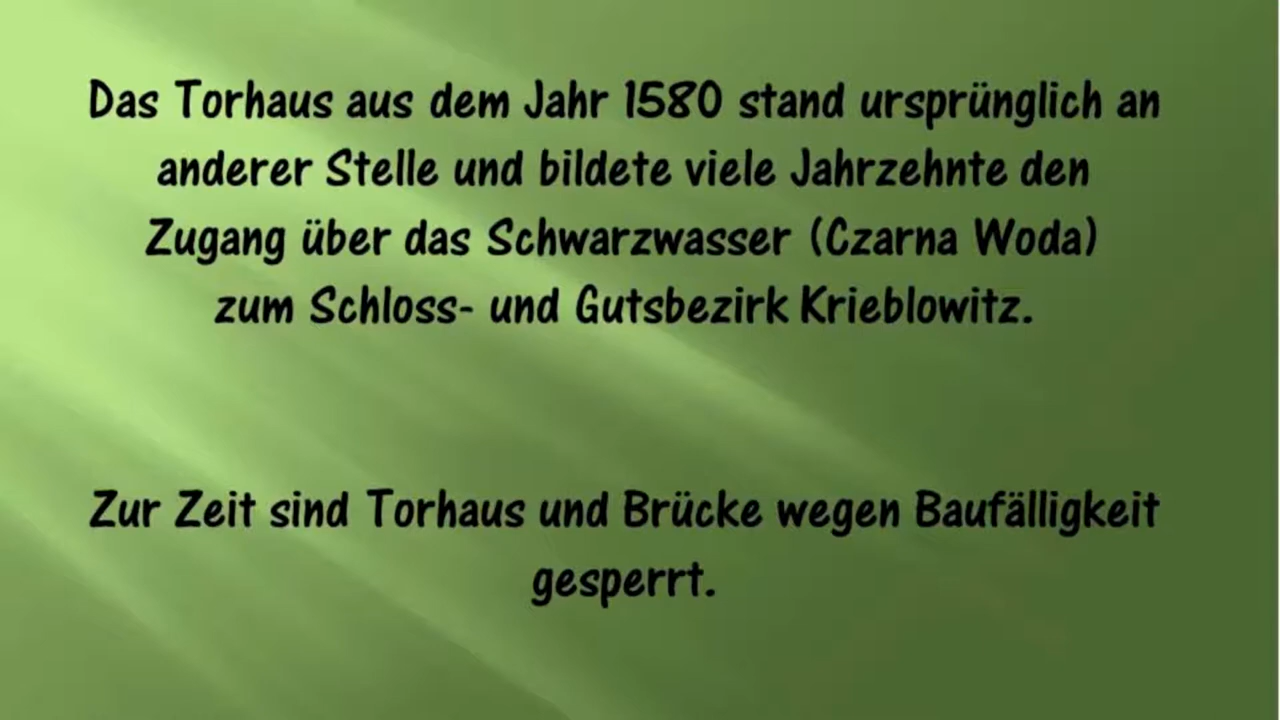 Das Torhaus aus dem Jahr 1580 stand ursprünglich an
anderer Stelle und bildete viele Jahrzehnte den
Zugang über das Schwarzwasser (Czarna Woda)
zum Schloss- und Gutsbezirk Krieblowitz.
Zur Zeit sind Torhaus und Brücke wegen Baufälligkeit
gesperrt.